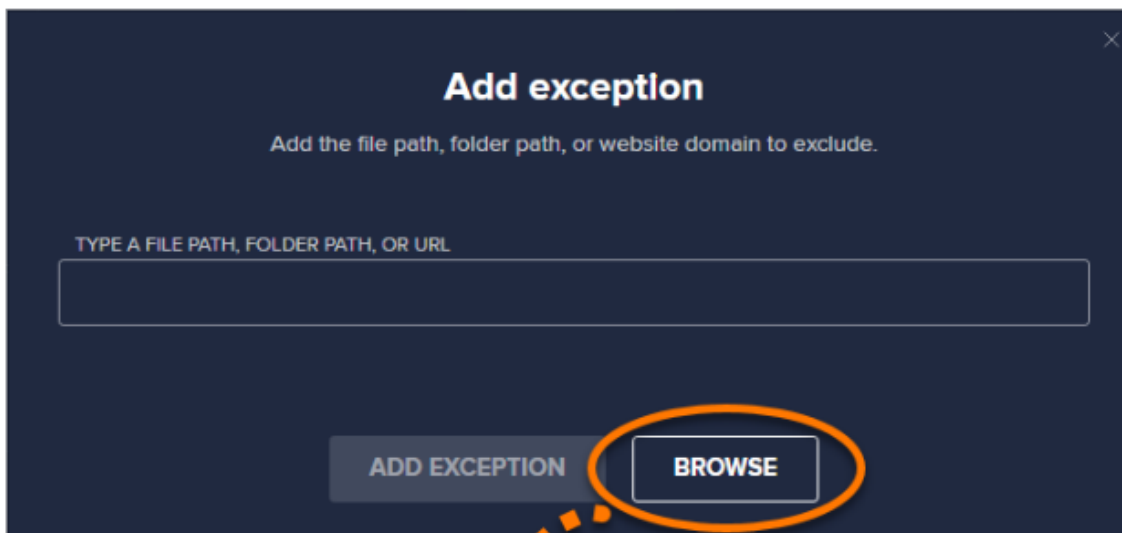 Add exception
Add the file path, folder path, or website domain to exclude.
TYPE A FILE PATH, FOLDER PATH, OR URL
ADD EXCEPTION
BROWSE